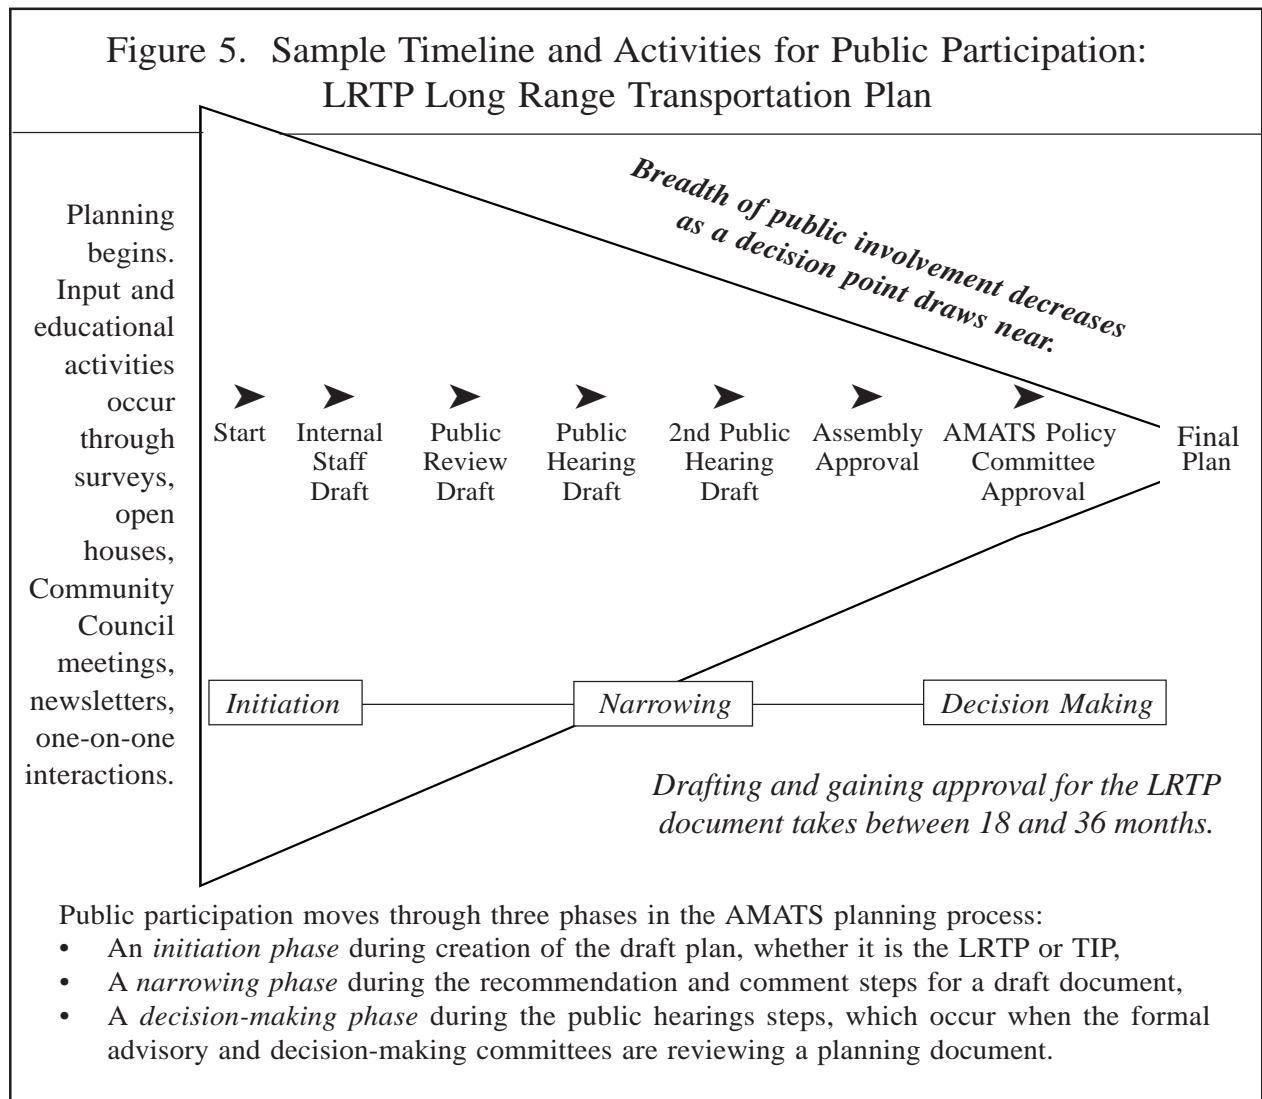 Figure 5. Sample Timeline and Activities for Public Participation:
LRTP Long Range Transportation Plan
Planning
begins.
Input and
educational
activities
occur
through
surveys,
open
houses,
Community
Council
meetings,
newsletters,
one-on-one
interactions.
Breadth of public involvement decreases
as a decision point draws near.
Start
Internal
Staff
Draft
Public
Review
Draft
Public
Hearing
Draft
2nd Public
Hearing
Draft
Assembly
Approval
AMATS Policy
Committee
Approval
Final
Plan
Initiation
Narrowing
Decision Making
Drafting and gaining approval for the LRTP
document takes between 18 and 36 months.
Public participation moves through three phases in the AMATS planning process:
• An initiation phase during creation of the draft plan, whether it is the LRTP or TIP,
• A narrowing phase during the recommendation and comment steps for a draft document,
• A decision-making phase during the public hearings steps, which occur when the formal
advisory and decision-making committees are reviewing a planning document.